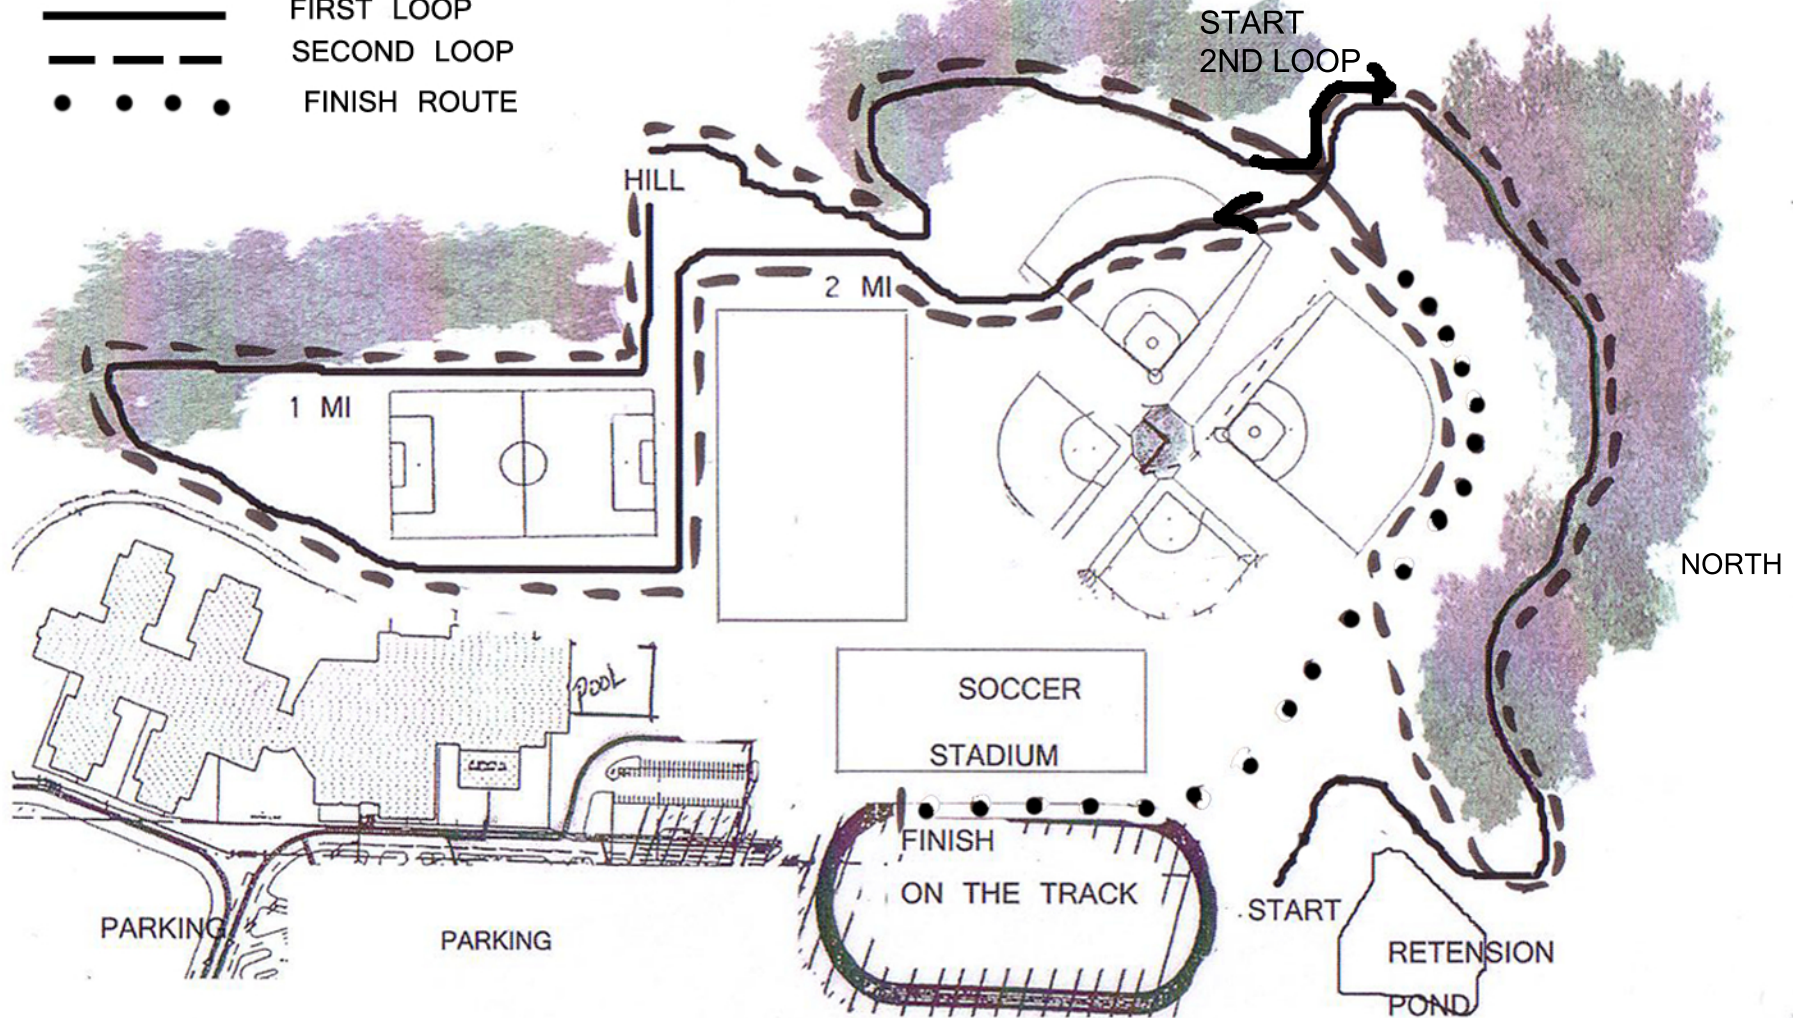 FIRST LOOP
SECOND LOOP
FINISH ROUTE
START
2ND LOOP
HILL
2 MI
1 MI
NORTH
POOL
SOCCER
STADIUM
FINISH
ON THE TRACK
START
PARKING
PARKING
RETENSION
POND